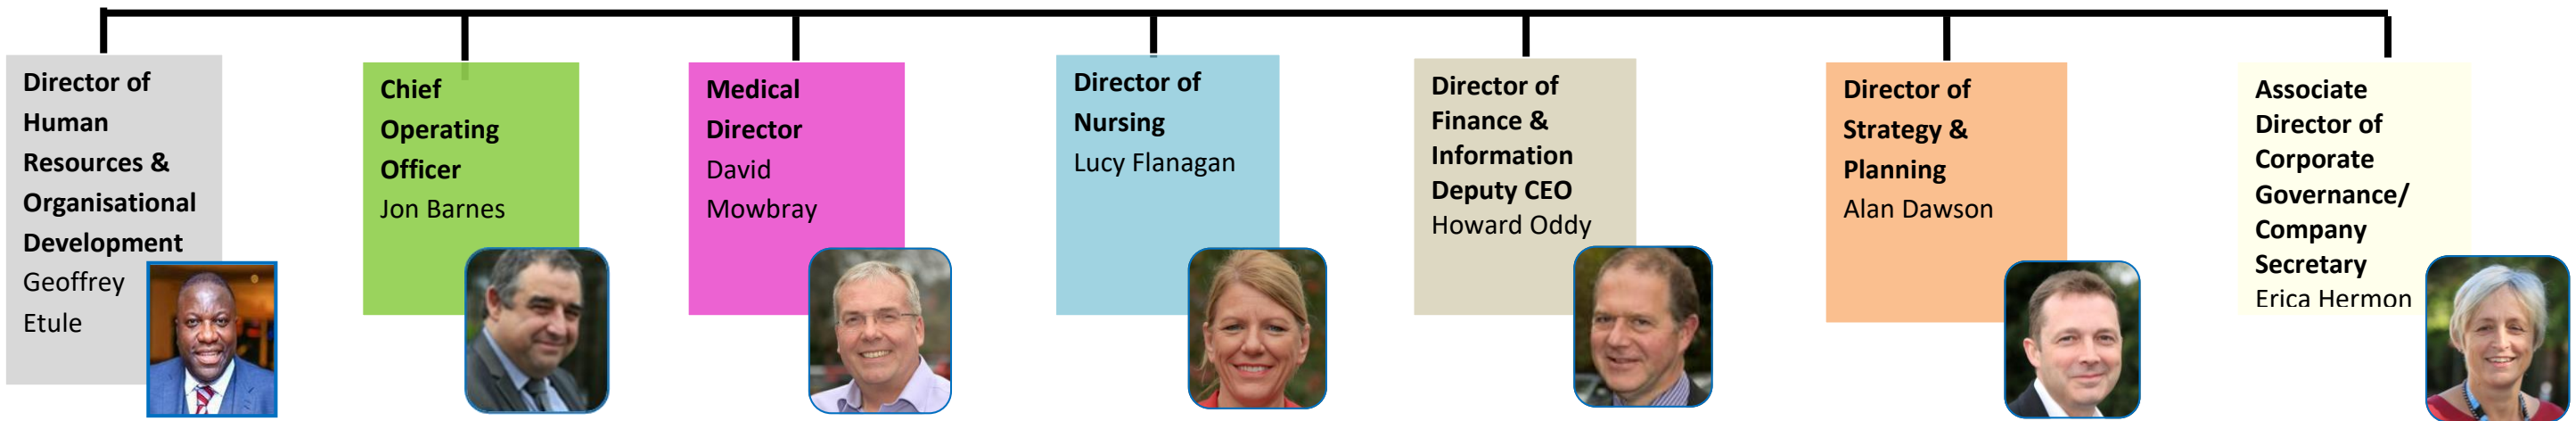 Director of
Human
Resources &
Organisational
Development
Geoffrey
Etule
Chief
Operating
Officer
Jon Barnes
Medical
Director
David
Mowbray
Director of
Nursing
Lucy Flanagan
Director of
Finance &
Information
Deputy CEO
Howard Oddy
Director of
Strategy &
Planning
Alan Dawson
Associate
Director of
Corporate
Governance/
Company
Secretary
Erica Hermon